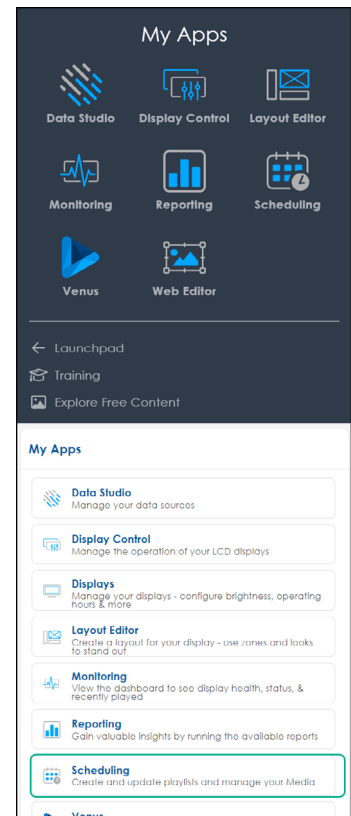 My Apps
Data Studio
Display Control
Layout Editor
Monitoring
Reporting
Scheduling
Venus
Web Editor
Launchpad
Training
Explore Free Content
My Apps
Data Studio
Manage your data sources
Display Control
Manage the operation of your LCD displays
Displays
Manage your displays - configure brightness, operating
hours & more
Layout Editor
Create a layout for your display - use zones and looks
to stand out
Monitoring
View the dashboard to see display health, status, &
recently played
Reporting
Gain valuable insights by running the available reports
Scheduling
Create and update playlists and manage your Media
Venus